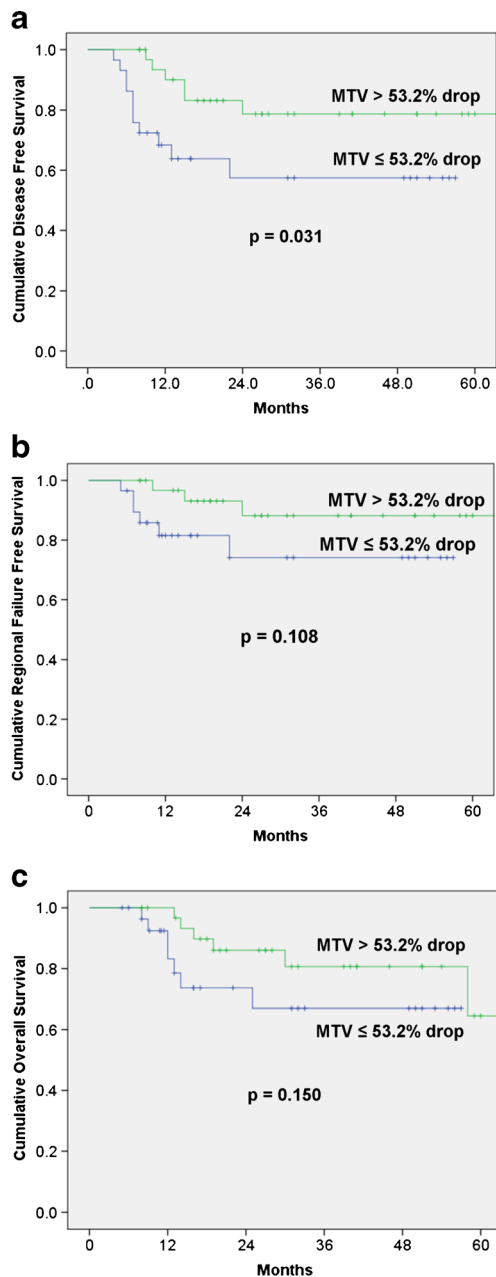 a
Cumulative Disease Free Survival
1.0
0.8
0.6
0.4
0.2
0.0
MTV > 53.2% drop
MTV ≤ 53.2% drop
p = 0.031
.0 12.0 24.0 36.0 48.0 60.0
Months
b
Cumulative Regional Failure Free Survival
1.0
0.8
0.6
0.4
0.2
0.0
MTV > 53.2% drop
MTV ≤ 53.2% drop
p = 0.108
0 12 24 36 48 60
Months
c
Cumulative Overall Survival
1.0
0.8
0.6
0.4
0.2
0.0
MTV > 53.2% drop
MTV ≤ 53.2% drop
p = 0.150
0 12 24 36 48 60
Months